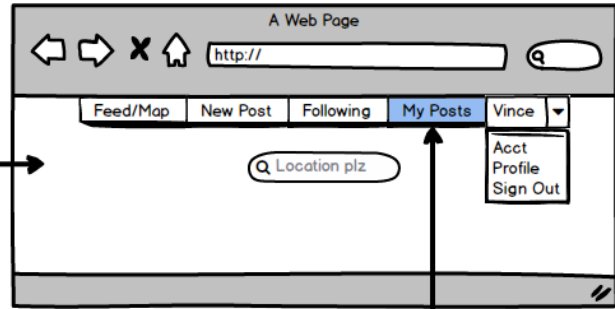 A Web Page
http://
Feed/Map New Post Following My Posts Vince
Acct
Location plz
Profile
Sign Out